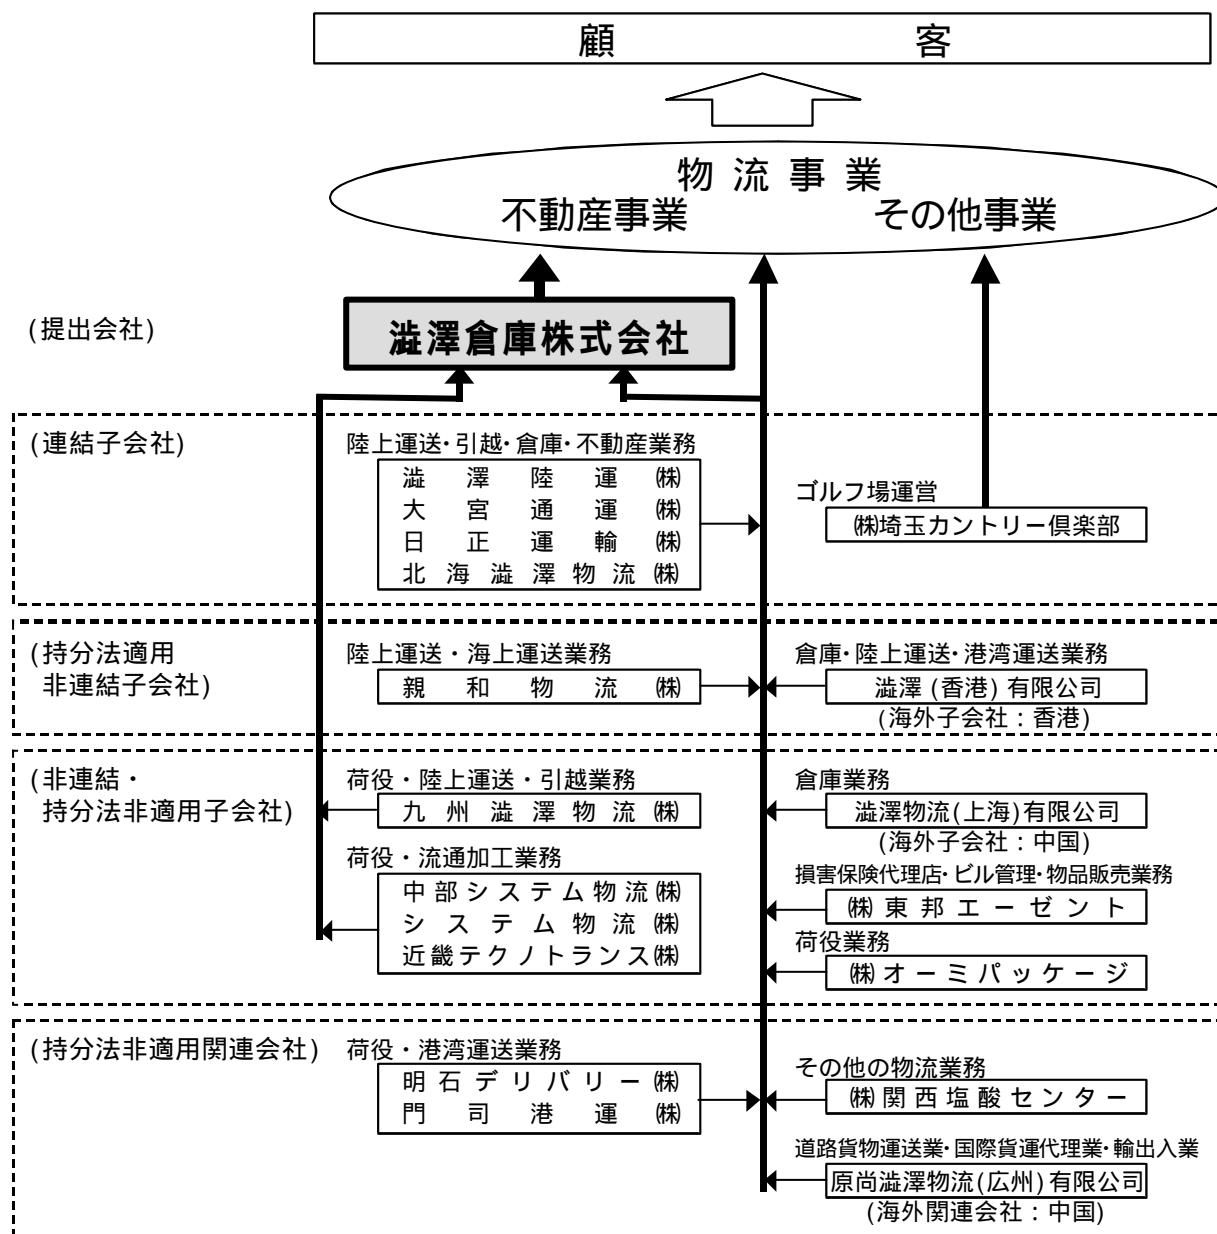 顧客
物流事業
不動産事業 その他事業
(提出会社)
澁澤倉庫株式会社
(連結子会社)
陸上運送・引越・倉庫・不動産業務
澁澤陸運㈱
大宮通運㈱
日正運輸㈱
北海澁澤物流㈱
ゴルフ場運営
㈱埼玉カントリー倶楽部
(持分法適用
非連結子会社)
陸上運送・海上運送業務
親和物流㈱
倉庫・陸上運送・港湾運送業務
澁澤(香港)有限公司
(海外子会社:香港)
(非連結・
持分法非適用子会社)
荷役・陸上運送・引越業務
九州澁澤物流㈱
荷役・流通加工業務
中部システム物流㈱
システム物流㈱
近畿テクノトランス㈱
倉庫業務
澁澤物流(上海)有限公司
(海外子会社:中国)
損害保険代理店・ビル管理・物品販売業務
㈱東邦エーゼント
荷役業務
㈱オーミパッケージ
(持分法非適用関連会社)
荷役・港湾運送業務
明石デリバリー㈱
門司港運㈱
その他の物流業務
㈱関西塩酸センター
道路貨物運送業・国際貨運代理業・輸出入業
原尚澁澤物流(広州)有限公司
(海外関連会社:中国)